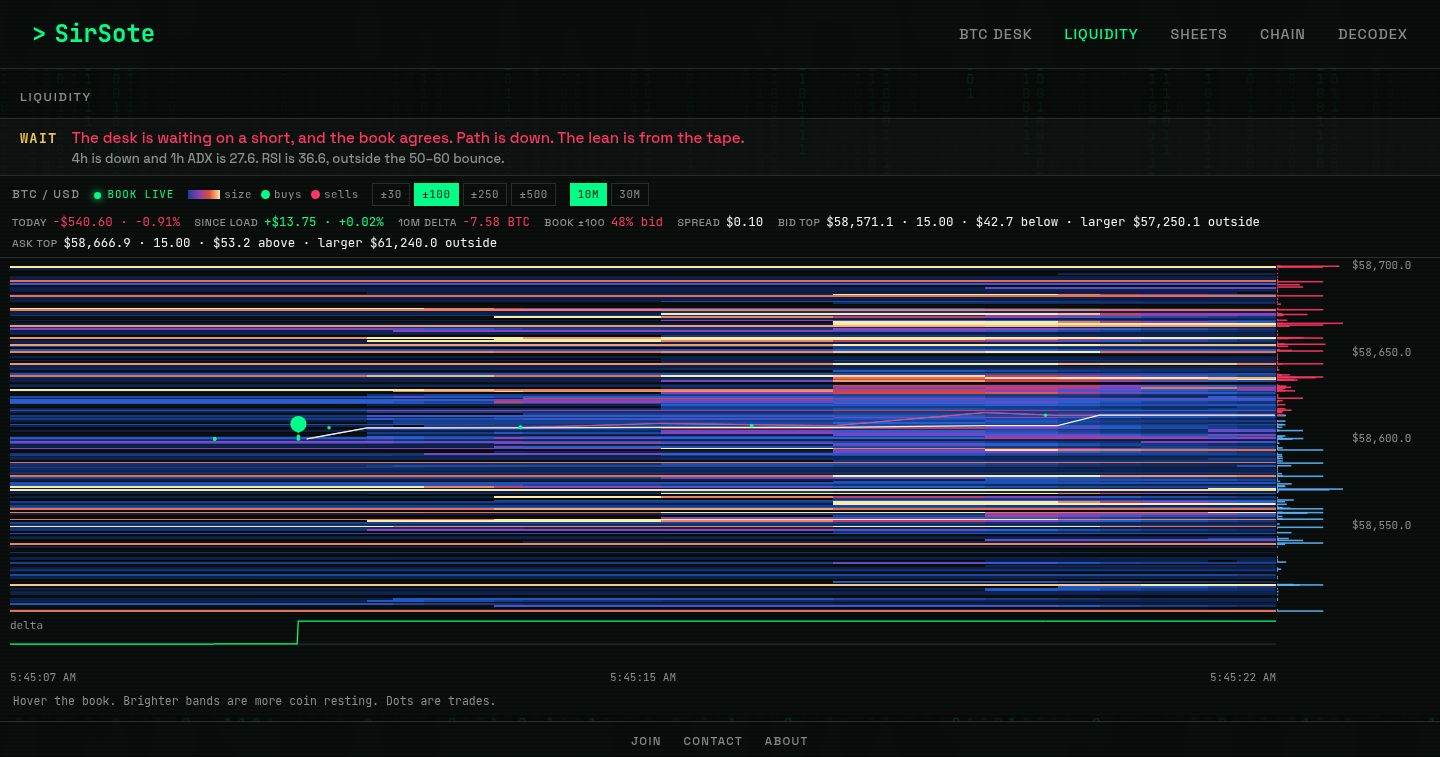 > SirSote
BTC DESK LIQUIDITY SHEETS CHAIN DECODEX
LIQUIDITY
WAIT The desk is waiting on a short, and the book agrees. Path is down. The lean is from the tape.
4h is down and 1h ADX is 27.6. RSI is 36.6, outside the 50–60 bounce.
BTC / USD BOOK LIVE size buys sells ±30 ±100 ±250 ±500 10M 30M
TODAY -$540.60 · -0.91% SINCE LOAD +$13.75 · +0.02% 10M DELTA -7.58 BTC BOOK ±100 48% bid SPREAD $0.10 BID TOP $58,571.1 · 15.00 · $42.7 below · larger $57,250.1 outside
ASK TOP $58,666.9 · 15.00 · $53.2 above · larger $61,240.0 outside
$58,700.0
$58,650.0
$58,600.0
$58,550.0
delta
5:45:07 AM 5:45:15 AM 5:45:22 AM
Hover the book. Brighter bands are more coin resting. Dots are trades.
JOIN CONTACT ABOUT